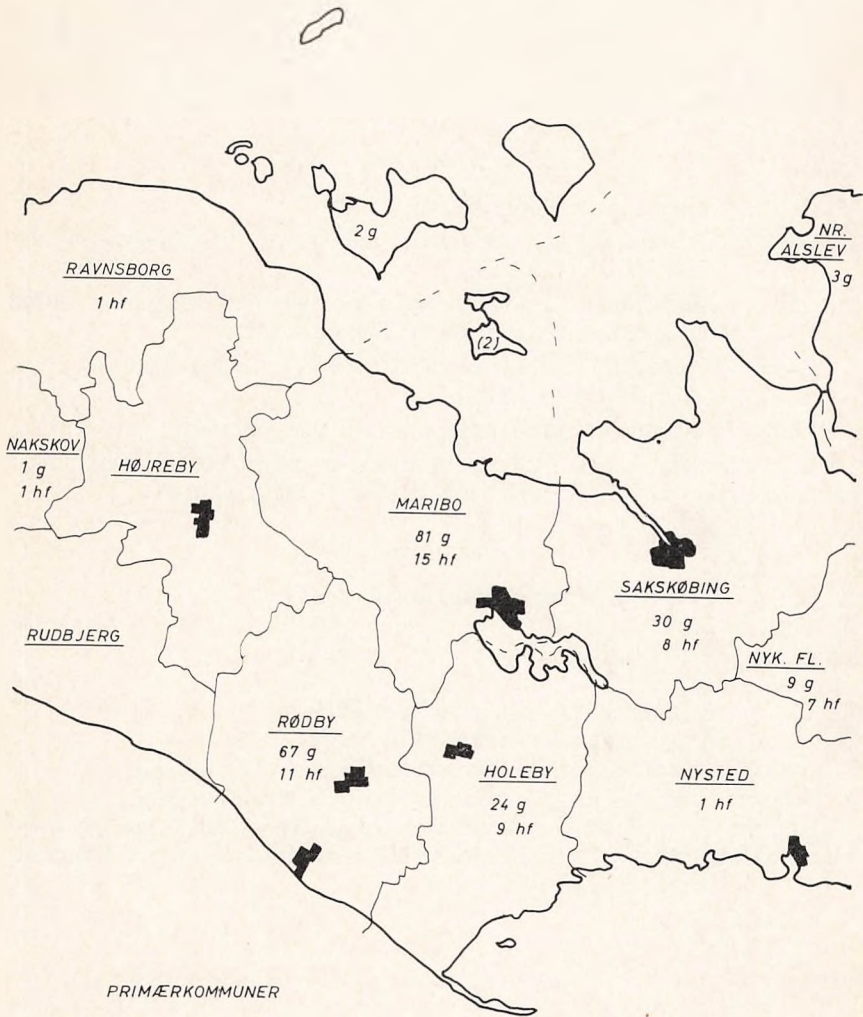 2 g
NR.
ALSLEV
3g
RAVNSBORG
1 hf
(2)
NAKSKOV
1 g
1 hf
HØJREBY
MARIBO
81 g
15 hf
SAKSKØBING
30 g
8 hf
RUDBJERG
NYK. FL.
9 g
7 hf
RØDBY
67 g
11 hf
HOLEBY
24 g
9 hf
NYSTED
1 hf
PRIMÆRKOMMUNER